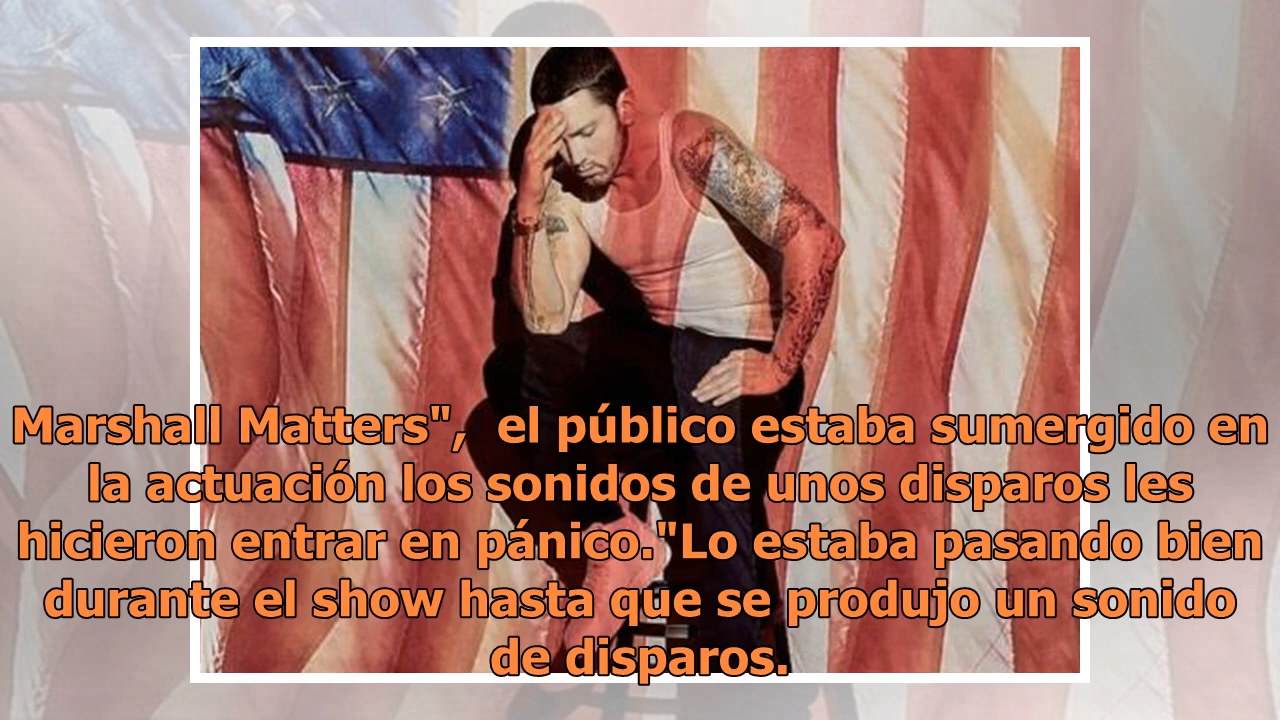 Marshall Matters",  el público estaba sumergido en
la actuación los sonidos de unos disparos les
hicieron entrar en pánico."Lo estaba pasando bien
durante el show hasta que se produjo un sonido
de disparos.